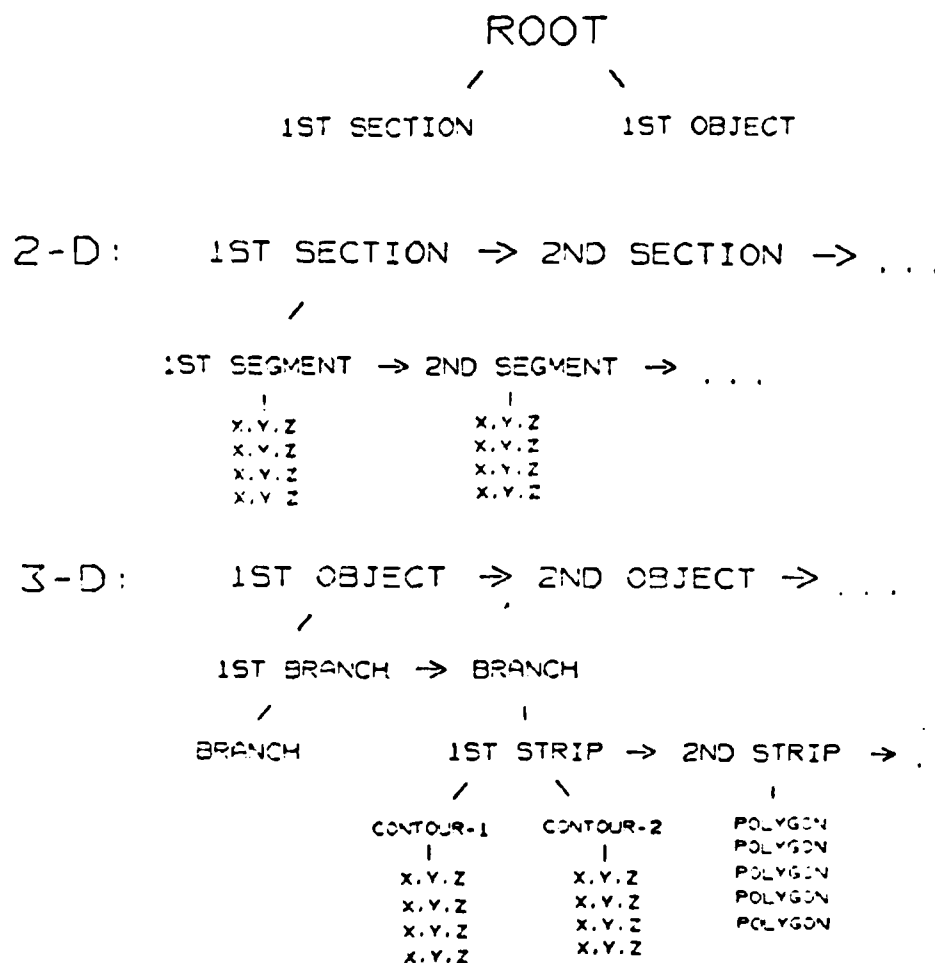 ROOT
1ST SECTION 1ST OBJECT
2-D: 1ST SECTION -> 2ND SECTION -> ...
1ST SEGMENT -> 2ND SEGMENT -> ...
X.Y.Z X.Y.Z
X.Y.Z X.Y.Z
X.Y.Z X.Y.Z
X.Y Z X.Y.Z
3-D: 1ST OBJECT -> 2ND OBJECT -> ...
1ST BRANCH -> BRANCH
BRANCH 1ST STRIP -> 2ND STRIP -> .
CONTOUR-1 CONTOUR-2 POLYGON
POLYGON
X.Y.Z X.Y.Z POLYGON
X.Y.Z X.Y.Z POLYGON
X.Y.Z X.Y.Z POLYGON
X.Y.Z X.Y.Z